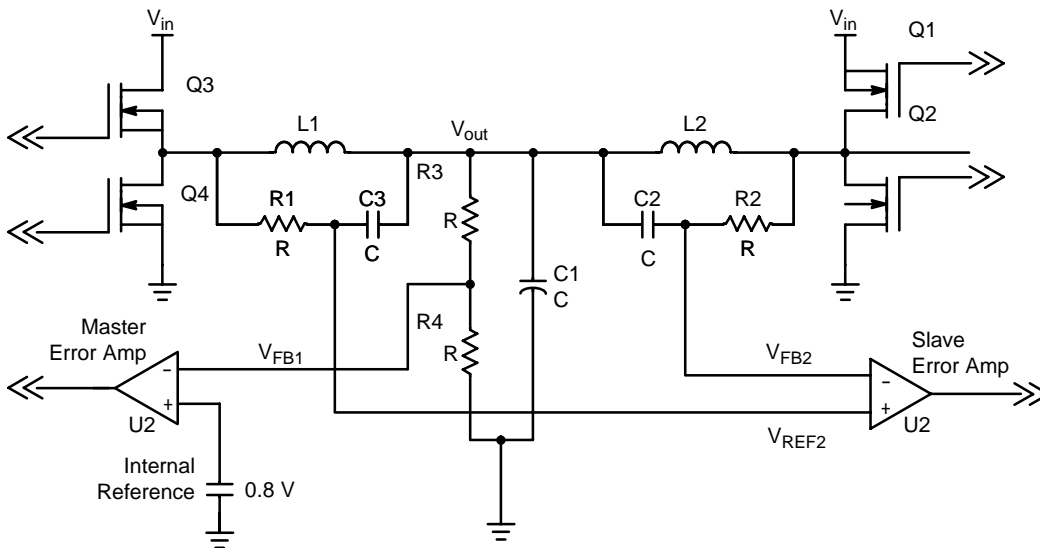 Vin
Vin
Q1
Q3
Q2
L1
Vout
L2
R3
Q4
R1
C3
C2
R2
R
R
C
C
R
C1
C
Master
Error Amp
R4
R
Slave
Error Amp
VFB1
VFB2
-
+
-
+
U2
U2
VREF2
Internal
Reference
0.8 V